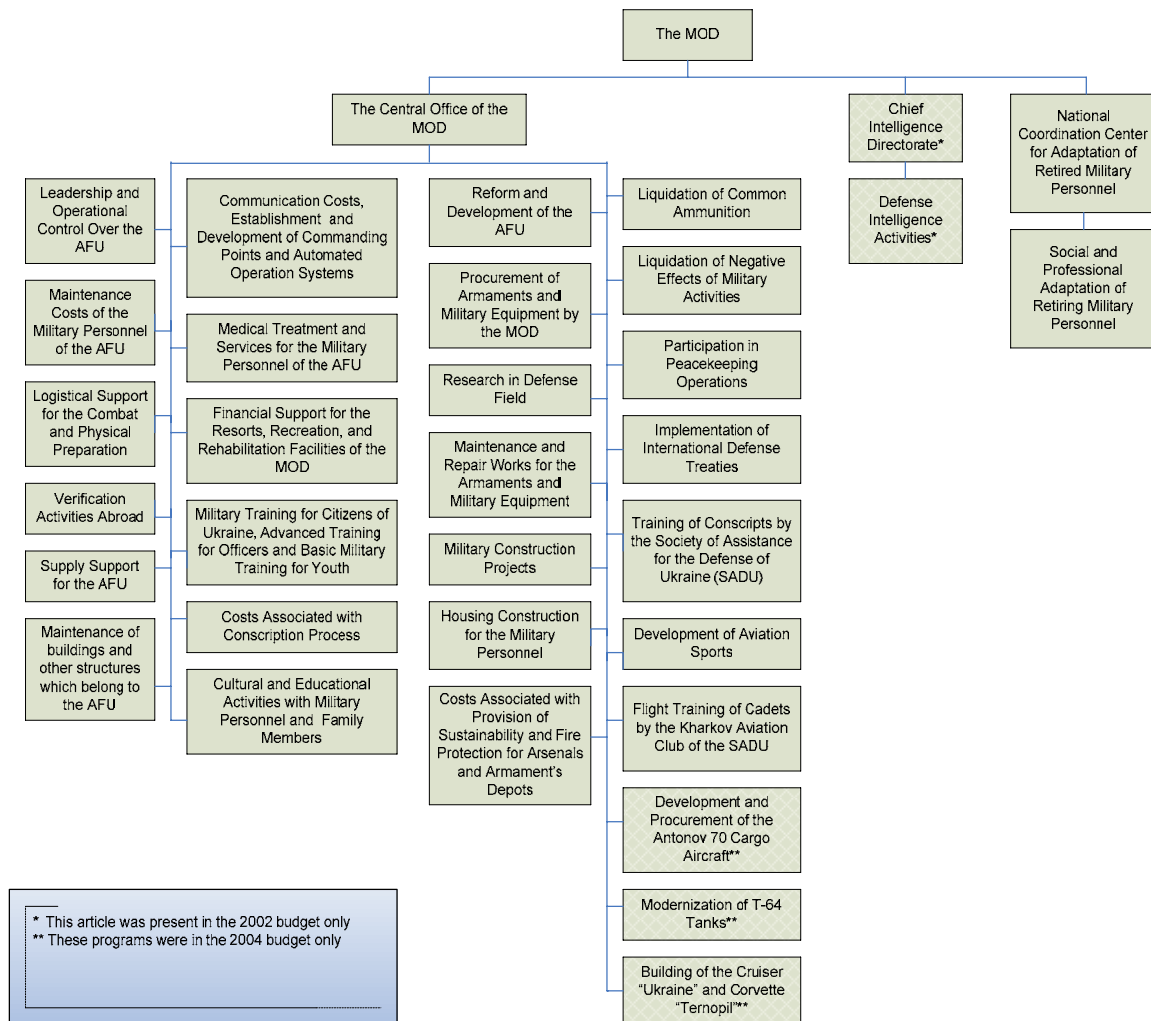 The MOD
The Central Office of the
MOD
Chief
Intelligence
Directorate*
National
Coordination Center
for Adaptation of
Retired Military
Personnel
Defense
Intelligence
Activities*
Social and
Professional
Adaptation of
Retiring Military
Personnel
Leadership and
Operational
Control Over the
AFU
Maintenance
Costs of the
Military Personnel
of the AFU
Logistical Support
for the Combat
and Physical
Preparation
Verification
Activities Abroad
Supply Support
for the AFU
Maintenance of
buildings and
other structures
which belong to
the AFU
Communication Costs,
Establishment and
Development of Commanding
Points and Automated
Operation Systems
Medical Treatment and
Services for the Military
Personnel of the AFU
Financial Support for the
Resorts, Recreation, and
Rehabilitation Facilities of the
MOD
Military Training for Citizens of
Ukraine, Advanced Training
for Officers and Basic Military
Training for Youth
Costs Associated with
Conscription Process
Cultural and Educational
Activities with Military
Personnel and Family
Members
Reform and
Development of the
AFU
Procurement of
Armaments and
Military Equipment by
the MOD
Research in Defense
Field
Maintenance and
Repair Works for the
Armaments and
Military Equipment
Military Construction
Projects
Housing Construction
for the Military
Personnel
Costs Associated with
Provision of
Sustainability and Fire
Protection for Arsenals
and Armament's
Depots
Liquidation of Common
Ammunition
Liquidation of Negative
Effects of Military
Activities
Participation in
Peacekeeping
Operations
Implementation of
International Defense
Treaties
Training of Conscripts by
the Society of Assistance
for the Defense of
Ukraine (SADU)
Development of Aviation
Sports
Flight Training of Cadets
by the Kharkov Aviation
Club of the SADU
Development and
Procurement of the
Antonov 70 Cargo
Aircraft**
Modernization of T-64
Tanks**
Building of the Cruiser
“Ukraine” and Corvette
“Ternopil”**
* This article was present in the 2002 budget only
** These programs were in the 2004 budget only